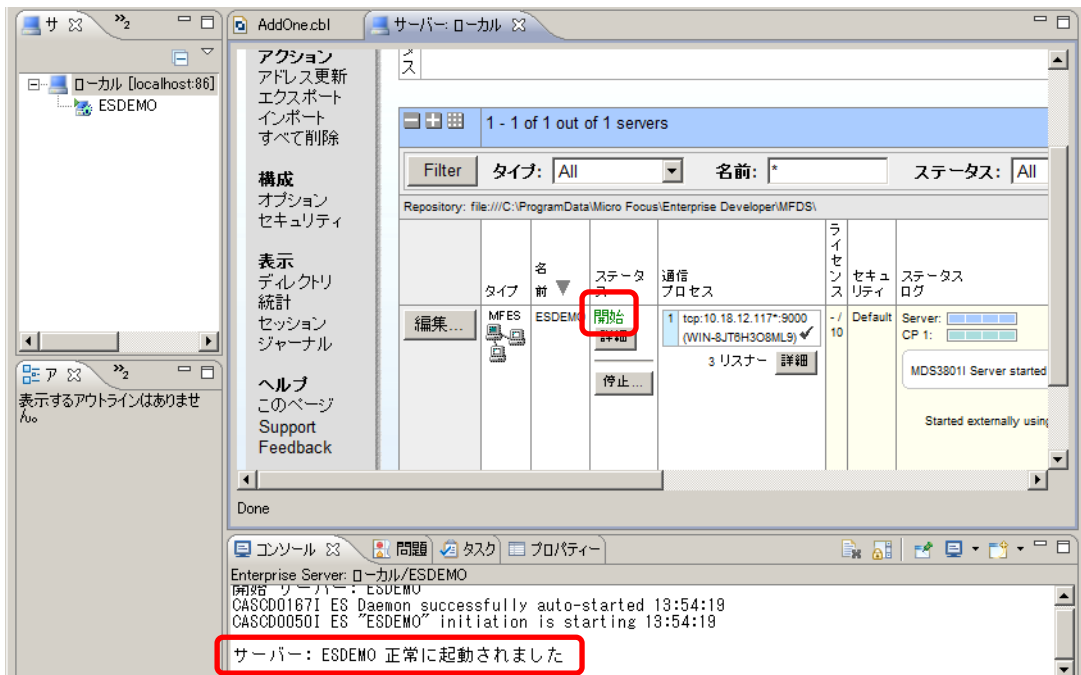 サ
»2
ローカル [localhost:86]
ESDEMO
ア
»2
表示するアウトラインはありませ
ん。
AddOne.cbl
サーバー: ローカル
アクション
アドレス更新
エクスポート
インポート
すべて削除
構成
オプション
セキュリティ
表示
ディレクトリ
統計
セッション
ジャーナル
ヘルプ
このページ
Support
Feedback
ス
1 - 1 of 1 out of 1 servers
Filter タイプ: All 名前: * ステータス: All
Repository: file:///C:\ProgramData\Micro Focus\Enterprise Developer\MFDS\
タイプ
名前
ステータス
通信
プロセス
ライセンス
セキュリティ
ステータス
ログ
編集...
MFES
ESDEMO
開始
詳細
停止...
1 tcp:10.18.12.117*:9000
(WIN-8JT6H3O8ML9)
3 リスナー 詳細
- /
10
Default
Server:
CP 1:
MDS3801I Server started
Started externally using
Done
コンソール 問題 タスク プロパティー
Enterprise Server: ローカル/ESDEMO
開始 サーバー: ESDEMO
CASCD0167I ES Daemon successfully auto-started 13:54:19
CASCD0050I ES "ESDEMO" initiation is starting 13:54:19
サーバー: ESDEMO 正常に起動されました